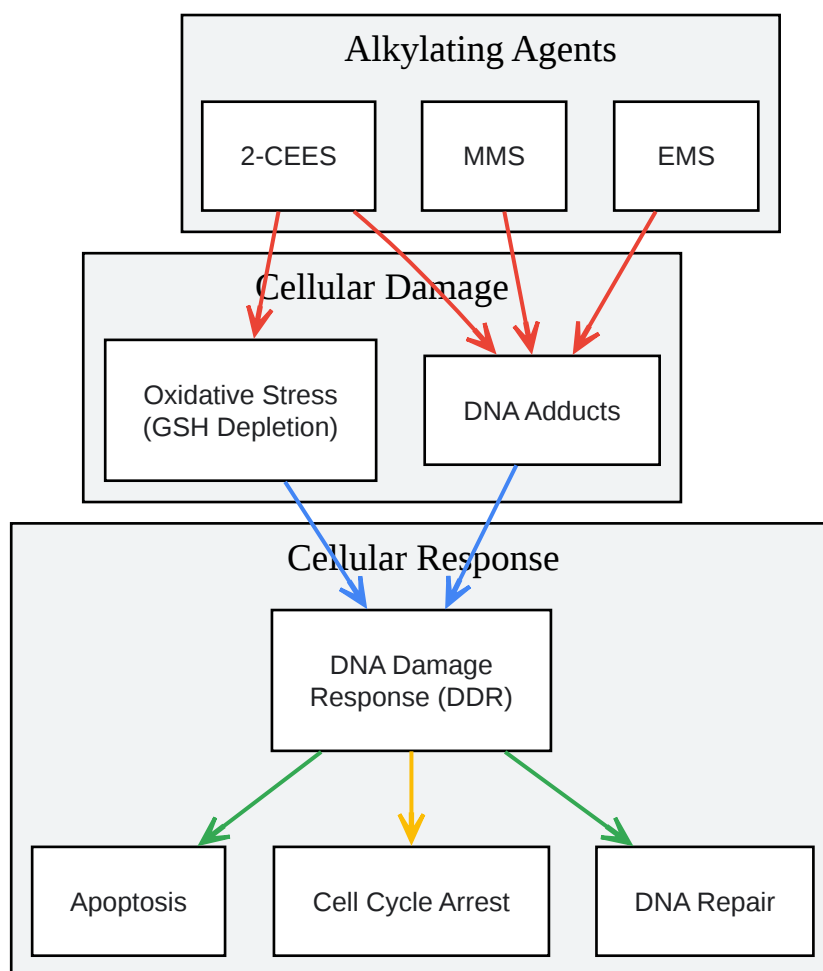 Alkylating Agents
2-CEES
MMS
EMS
Cellular Damage
Oxidative Stress
(GSH Depletion)
DNA Adducts
Cellular Response
DNA Damage
Response (DDR)
Apoptosis
Cell Cycle Arrest
DNA Repair